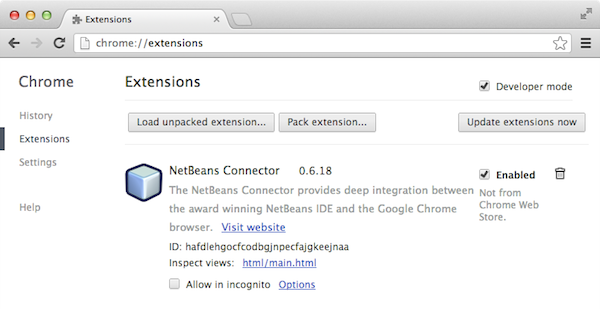 Extensions
chrome://extensions
Chrome
Extensions
Developer mode
History
Extensions
Settings
Help
Load unpacked extension...
Pack extension...
Update extensions now
NetBeans Connector 0.6.18
Enabled
The NetBeans Connector provides deep integration between
the award winning NetBeans IDE and the Google Chrome
browser. Visit website
Not from
Chrome Web
Store.
ID: hafdlehgocfcodbgjnpecfajgkeejnaa
Inspect views: html/main.html
Allow in incognito Options